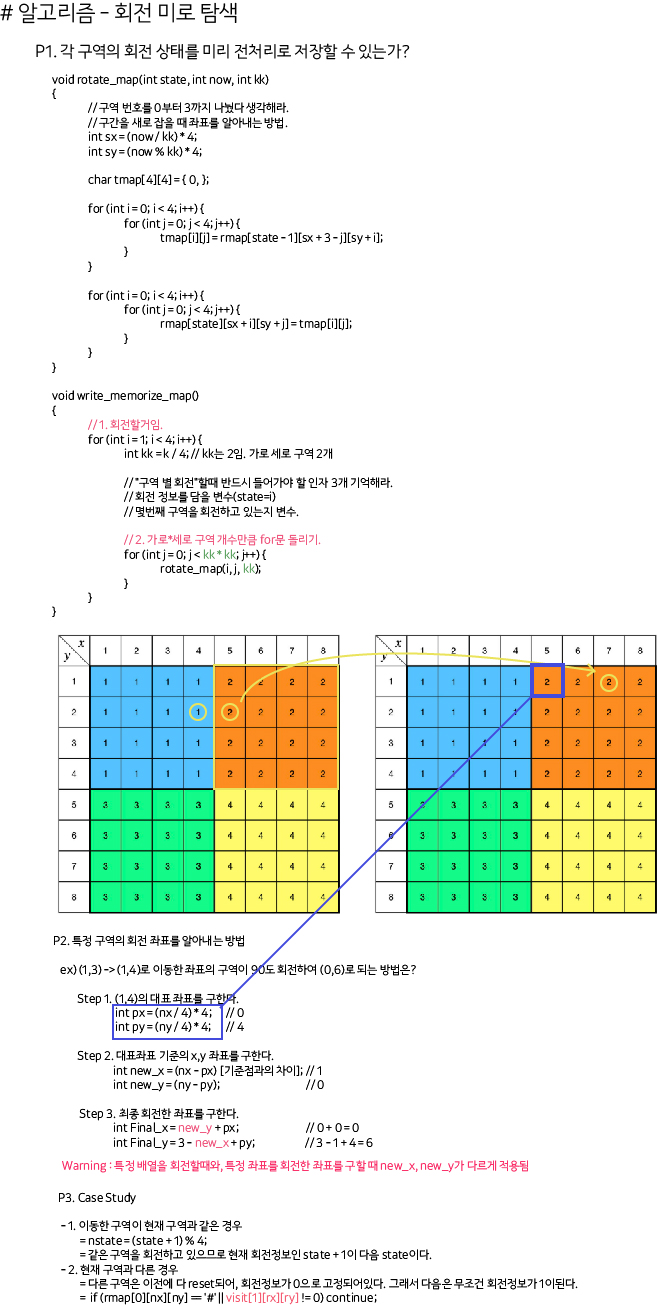 # 알고리즘 - 회전 미로 탐색
P1. 각 구역의 회전 상태를 미리 전처리로 저장할 수 있는가?
void rotate_map(int state, int now, int kk)
{
// 구역 번호를 0부터 3까지 나눴다 생각해라.
// 구간을 새로 잡을 때 좌표를 알아내는 방법.
int sx = (now / kk) * 4;
int sy = (now % kk) * 4;
char tmap[4][4] = { 0, };
for (int i = 0; i < 4; i++) {
for (int j = 0; j < 4; j++) {
tmap[i][j] = rmap[state - 1][sx + 3 - j][sy + i];
}
}
for (int i = 0; i < 4; i++) {
for (int j = 0; j < 4; j++) {
rmap[state][sx + i][sy + j] = tmap[i][j];
}
}
}
void write_memorize_map()
{
// 1. 회전할거임.
for (int i = 1; i < 4; i++) {
int kk = k / 4; // kk는 2임. 가로 세로 구역 2개
// "구역 별 회전"할때 반드시 들어가야 할 인자 3개 기억해라.
// 회전 정보를 담을 변수(state=i)
// 몇번째 구역을 회전하고 있는지 변수.
// 2. 가로*세로 구역 개수만큼 for문 돌리기.
for (int j = 0; j < kk * kk; j++) {
rotate_map(i, j, kk);
}
}
}
x y 1 2 3 4 5 6 7 8
1 1 1 1 1 2 2 2 2
2 1 1 1 1 2 2 2 2
3 1 1 1 1 2 2 2 2
4 1 1 1 1 2 2 2 2
5 3 3 3 3 4 4 4 4
6 3 3 3 3 4 4 4 4
7 3 3 3 3 4 4 4 4
8 3 3 3 3 4 4 4 4
x y 1 2 3 4 5 6 7 8
1 1 1 1 1 2 2 2 2
2 1 1 1 1 2 2 2 2
3 1 1 1 1 2 2 2 2
4 1 1 1 1 2 2 2 2
5 3 3 3 3 4 4 4 4
6 3 3 3 3 4 4 4 4
7 3 3 3 3 4 4 4 4
8 3 3 3 3 4 4 4 4
P2. 특정 구역의 회전 좌표를 알아내는 방법
ex) (1,3) -> (1,4)로 이동한 좌표의 구역이 90도 회전하여 (0,6)로 되는 방법은?
Step 1. (1,4)의 대표 좌표를 구한다.
int px = (nx / 4) * 4; // 0
int py = (ny / 4) * 4; // 4
Step 2. 대표좌표 기준의 x,y 좌표를 구한다.
int new_x = (nx - px) [기준점과의 차이]; // 1
int new_y = (ny - py); // 0
Step 3. 최종 회전한 좌표를 구한다.
int Final_x = new_y + px; // 0 + 0 = 0
int Final_y = 3 - new_x + py; // 3 - 1 + 4 = 6
Warning : 특정 배열을 회전할때와, 특정 좌표를 회전한 좌표를 구할 때 new_x, new_y가 다르게 적용됨
P3. Case Study
- 1. 이동한 구역이 현재 구역과 같은 경우
= nstate = (state + 1) % 4;
= 같은 구역을 회전하고 있으므로 현재 회전정보인 state + 1이 다음 state이다.
- 2. 현재 구역과 다른 경우
= 다른 구역은 이전에 다 reset되어, 회전정보가 0으로 고정되어있다. 그래서 다음은 무조건 회전정보가 1이된다.
= if (rmap[0][nx][ny] == '#' || visit[1][rx][ry] != 0) continue;